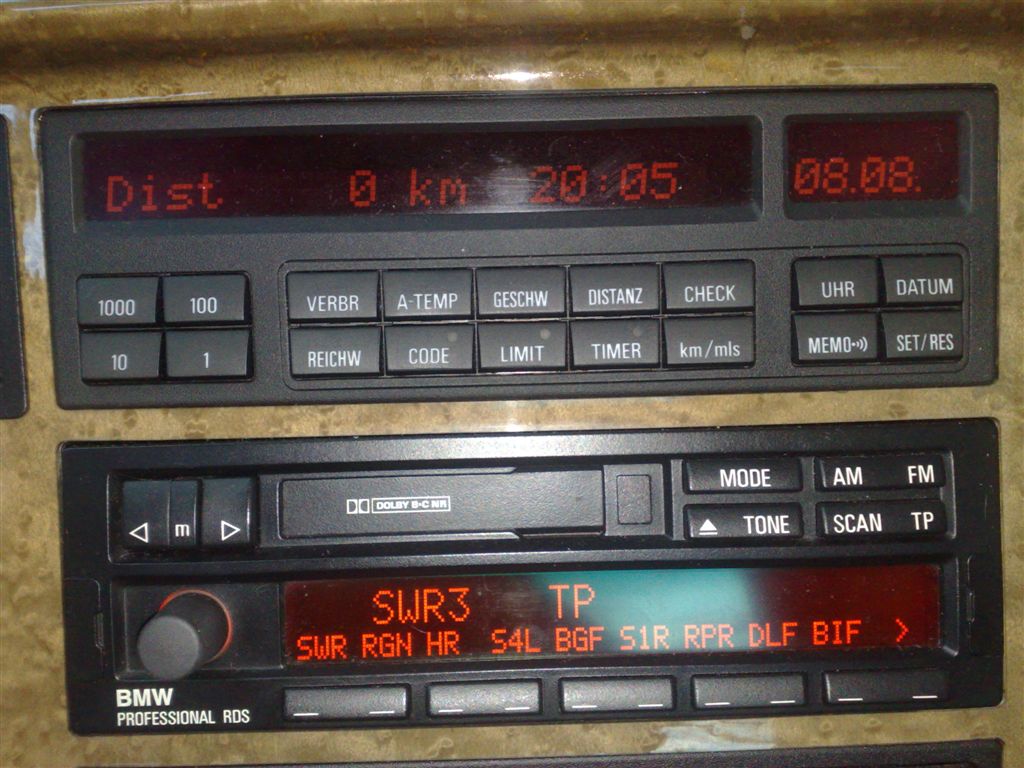 Dist 0 km 20:05 08.08.
1000 100 VERBR A-TEMP GESCHW DISTANZ CHECK UHR DATUM
10 1 REICHW CODE LIMIT TIMER km/mls MEMO SET/RES
DOLBY B-C NR MODE AM FM
m TONE SCAN TP
SWR3 TP
SWR RGN HR S4L BGF S1R RPR DLF BIF >
BMW
PROFESSIONAL RDS